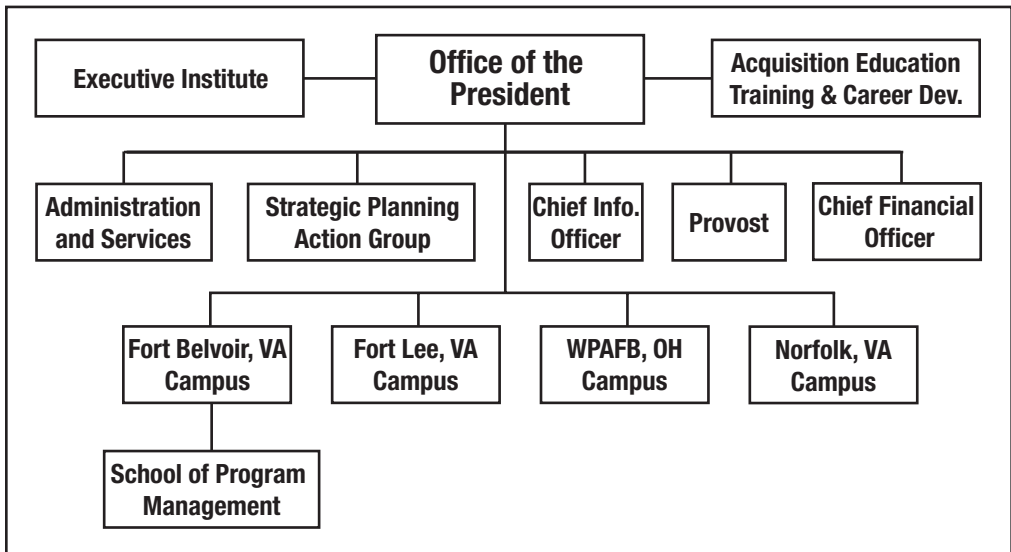 Executive Institute
Office of the
President
Acquisition Education
Training & Career Dev.
Administration
and Services
Strategic Planning
Action Group
Chief Info.
Officer
Provost
Chief Financial
Officer
Fort Belvoir, VA
Campus
Fort Lee, VA
Campus
WPAFB, OH
Campus
Norfolk, VA
Campus
School of Program
Management